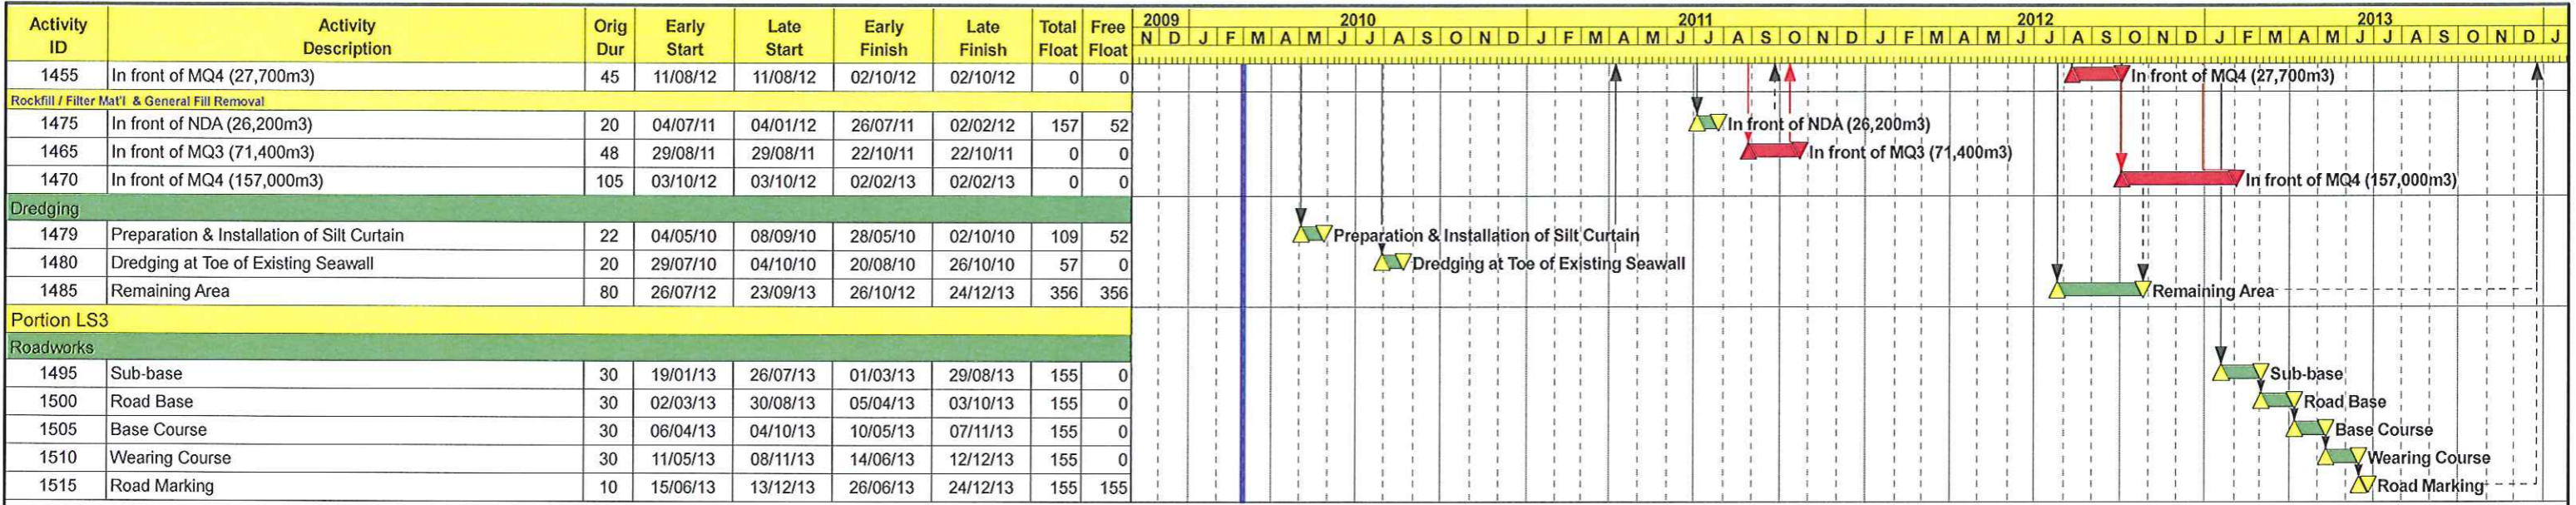 Activity ID Activity Description Orig Dur Early Start Late Start Early Finish Late Finish Total Float Free Float
2009 2010 2011 2012 2013
N D J F M A M J J A S O N D J F M A M J J A S O N D J F M A M J J A S O N D J F M A M J J A S O N D J
1455 In front of MQ4 (27,700m3) 45 11/08/12 11/08/12 02/10/12 02/10/12 0 0 In front of MQ4 (27,700m3)
Rockfill / Filter Mat'l & General Fill Removal
1475 In front of NDA (26,200m3) 20 04/07/11 04/01/12 26/07/11 02/02/12 157 52 In front of NDA (26,200m3)
1465 In front of MQ3 (71,400m3) 48 29/08/11 29/08/11 22/10/11 22/10/11 0 0 In front of MQ3 (71,400m3)
1470 In front of MQ4 (157,000m3) 105 03/10/12 03/10/12 02/02/13 02/02/13 0 0 In front of MQ4 (157,000m3)
Dredging
1479 Preparation & Installation of Silt Curtain 22 04/05/10 08/09/10 28/05/10 02/10/10 109 52 Preparation & Installation of Silt Curtain
1480 Dredging at Toe of Existing Seawall 20 29/07/10 04/10/10 20/08/10 26/10/10 57 0 Dredging at Toe of Existing Seawall
1485 Remaining Area 80 26/07/12 23/09/13 26/10/12 24/12/13 356 356 Remaining Area
Portion LS3
Roadworks
1495 Sub-base 30 19/01/13 26/07/13 01/03/13 29/08/13 155 0 Sub-base
1500 Road Base 30 02/03/13 30/08/13 05/04/13 03/10/13 155 0 Road Base
1505 Base Course 30 06/04/13 04/10/13 10/05/13 07/11/13 155 0 Base Course
1510 Wearing Course 30 11/05/13 08/11/13 14/06/13 12/12/13 155 0 Wearing Course
1515 Road Marking 10 15/06/13 13/12/13 26/06/13 24/12/13 155 155 Road Marking